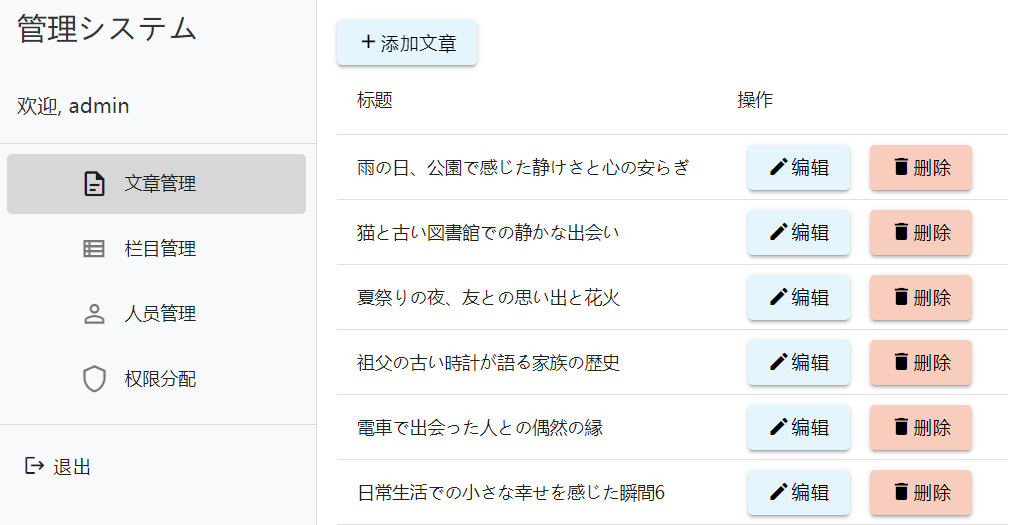 管理システム
欢迎, admin
文章管理
栏目管理
人员管理
权限分配
退出
添加文章
标题 操作
雨の日、公園で感じた静けさと心の安らぎ 编辑 删除
猫と古い図書館での静かな出会い 编辑 删除
夏祭りの夜、友との思い出と花火 编辑 删除
祖父の古い時計が語る家族の歴史 编辑 删除
電車で出会った人との偶然の縁 编辑 删除
日常生活での小さな幸せを感じた瞬間6 编辑 删除